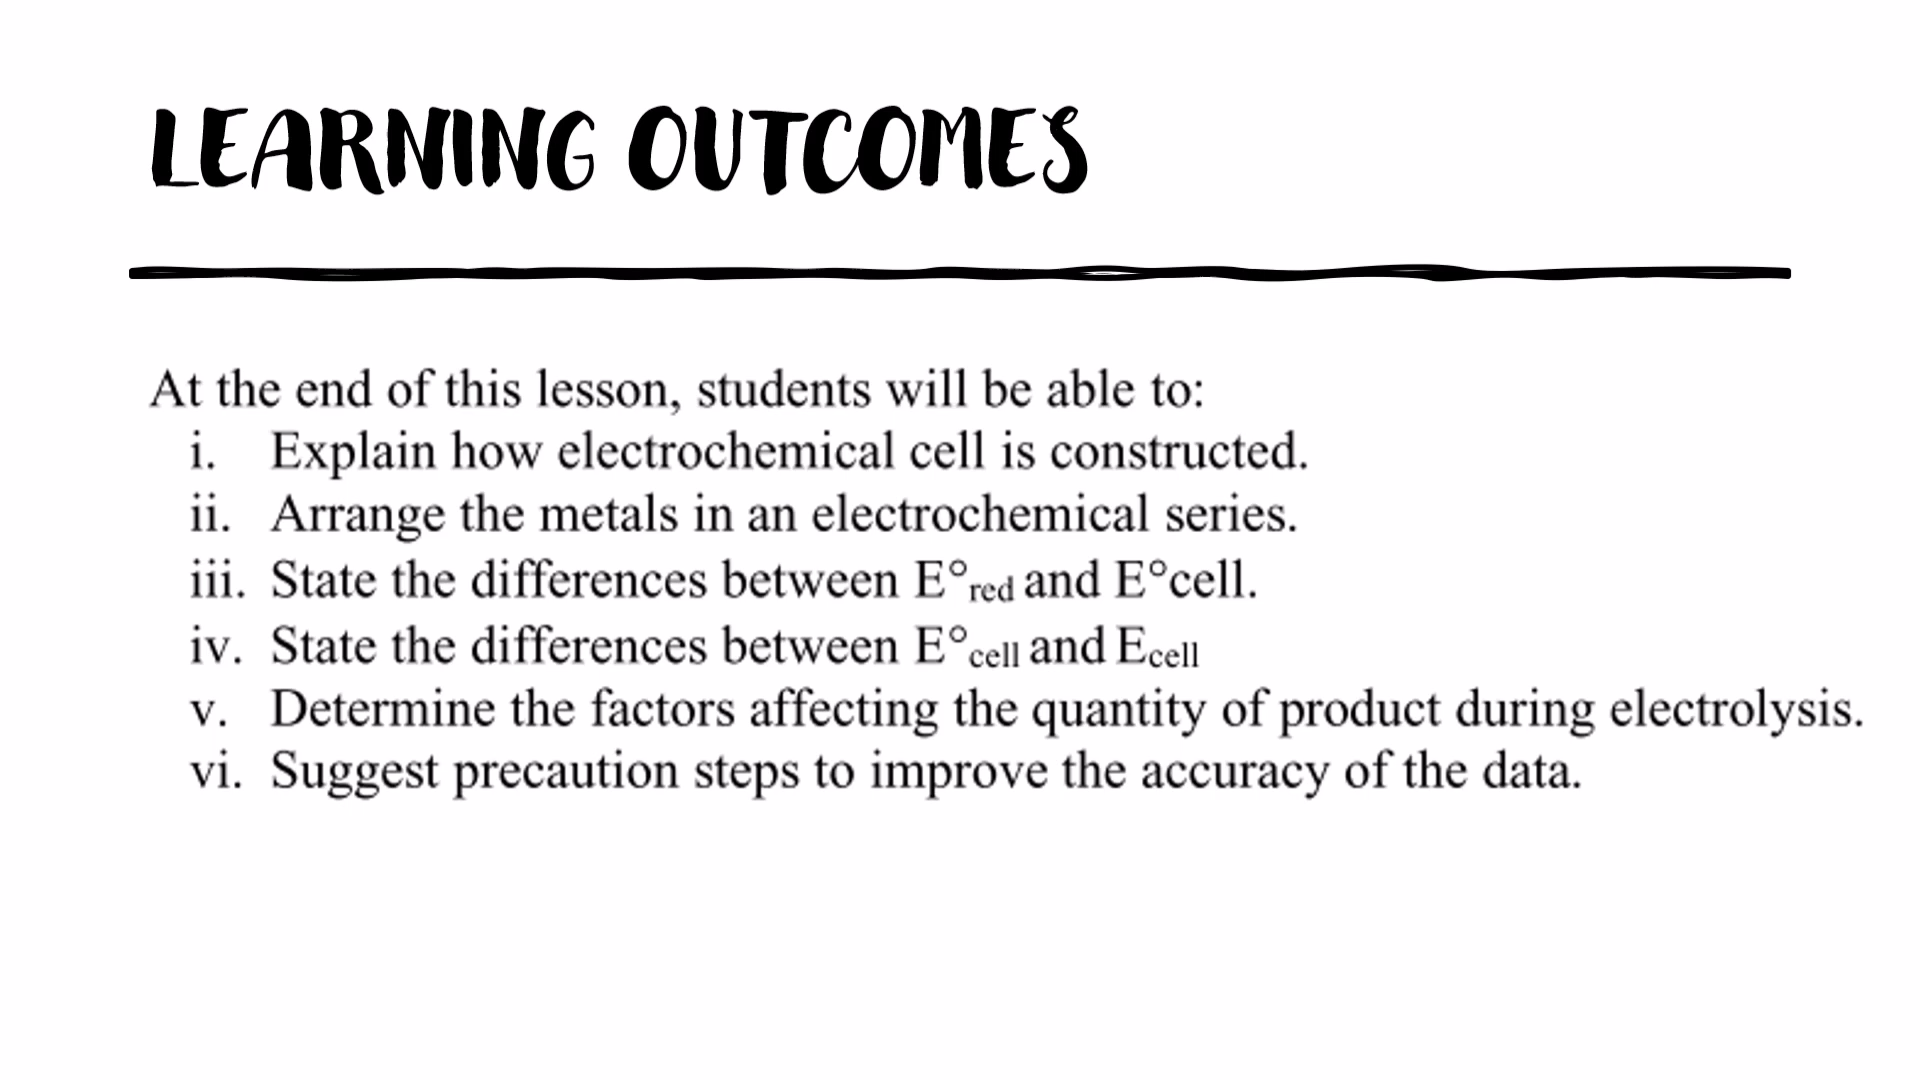 LEARNING OUTCOMES
At the end of this lesson, students will be able to:
i. Explain how electrochemical cell is constructed.
ii. Arrange the metals in an electrochemical series.
iii. State the differences between E°red and E°cell.
iv. State the differences between E°cell and Ecell
v. Determine the factors affecting the quantity of product during electrolysis.
vi. Suggest precaution steps to improve the accuracy of the data.